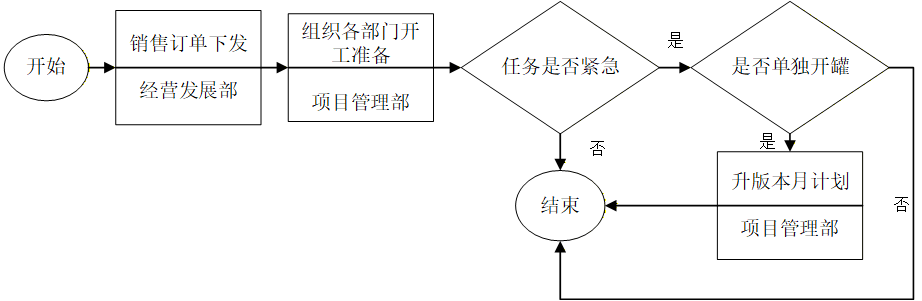 开始
销售订单下发
经营发展部
组织各部门开
工准备
项目管理部
任务是否紧急
是
是否单独开罐
否
是
升版本月计划
项目管理部
结束
否